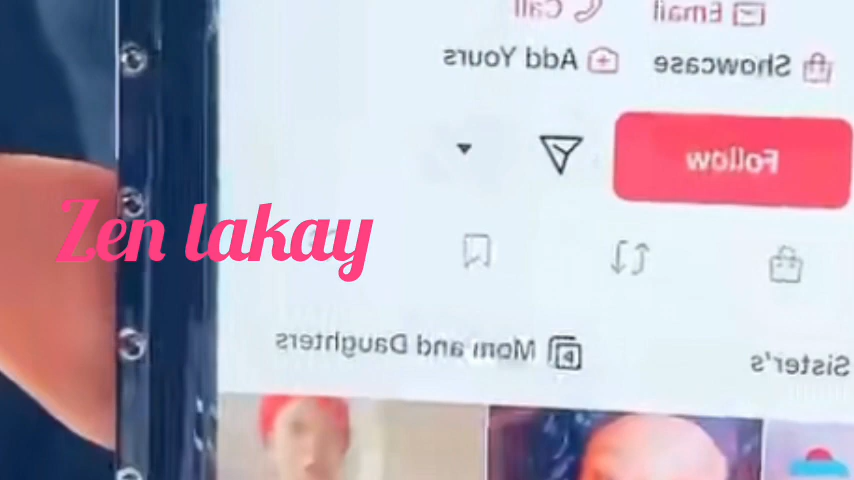 Call Email
Add Yours Showcase
Follow
Zen lakay
Mom and Daughters Sister's